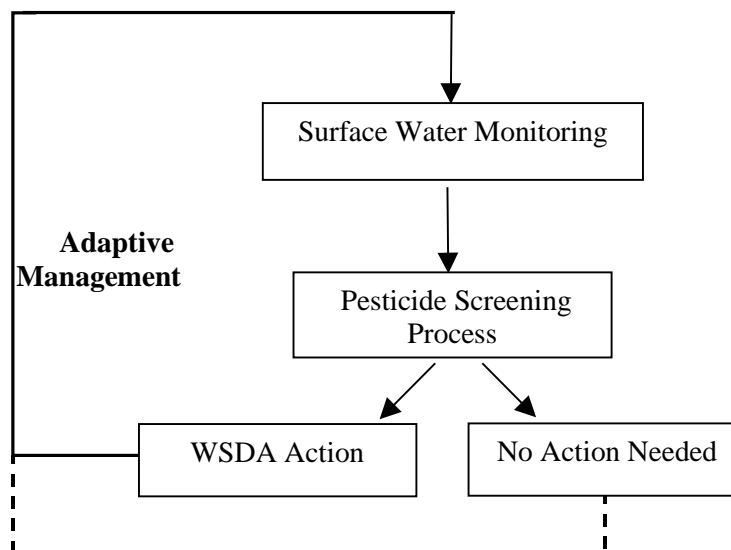 Surface Water Monitoring
Adaptive
Management
Pesticide Screening
Process
WSDA Action
No Action Needed